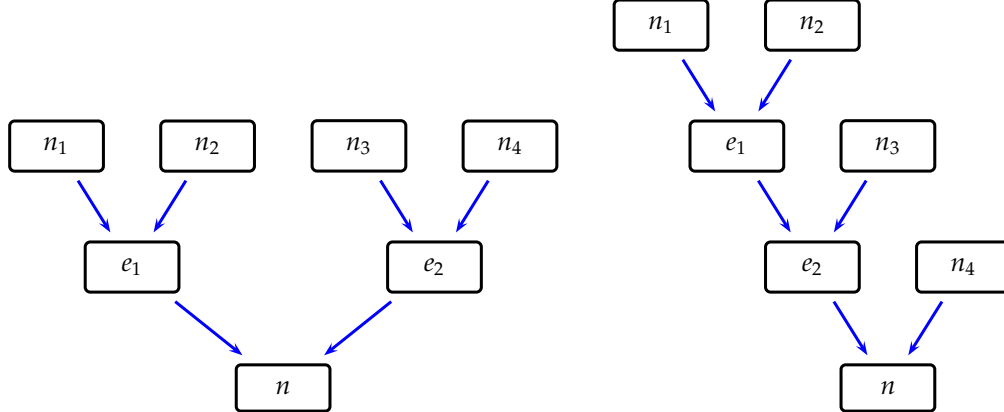 n₁ n₂
n₁ n₂ n₃ n₄ e₁ n₃
e₁ e₂ e₂ n₄
n n